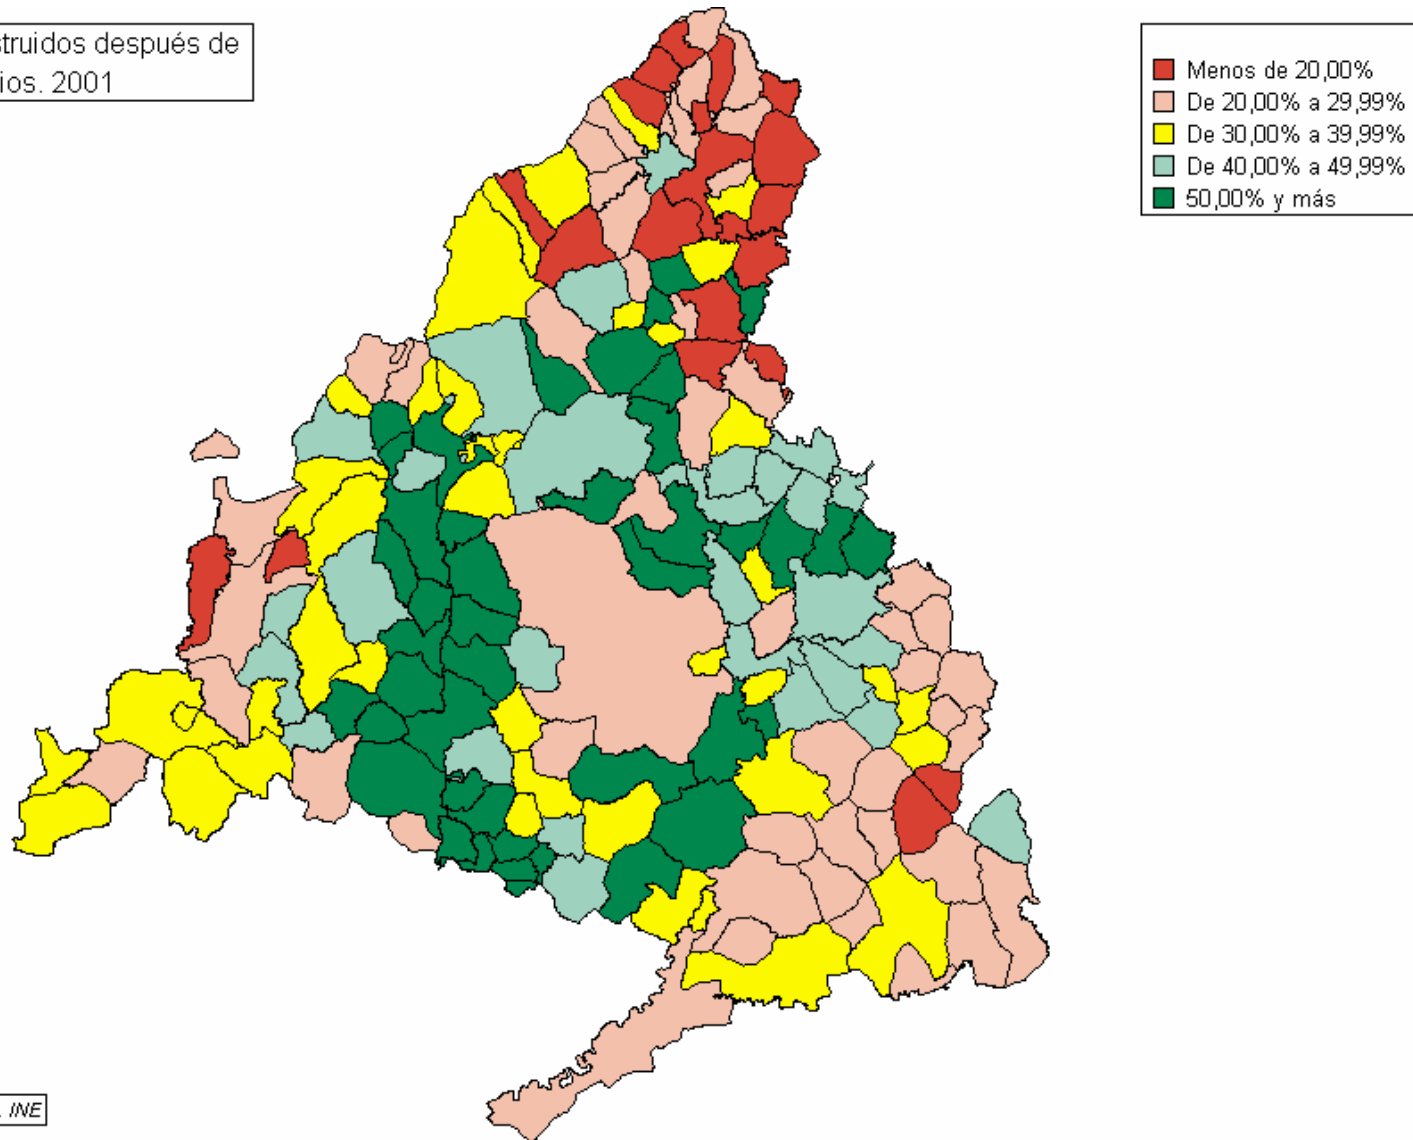 struidos después de
ios. 2001
Menos de 20,00%
De 20,00% a 29,99%
De 30,00% a 39,99%
De 40,00% a 49,99%
50,00% y más
. INE